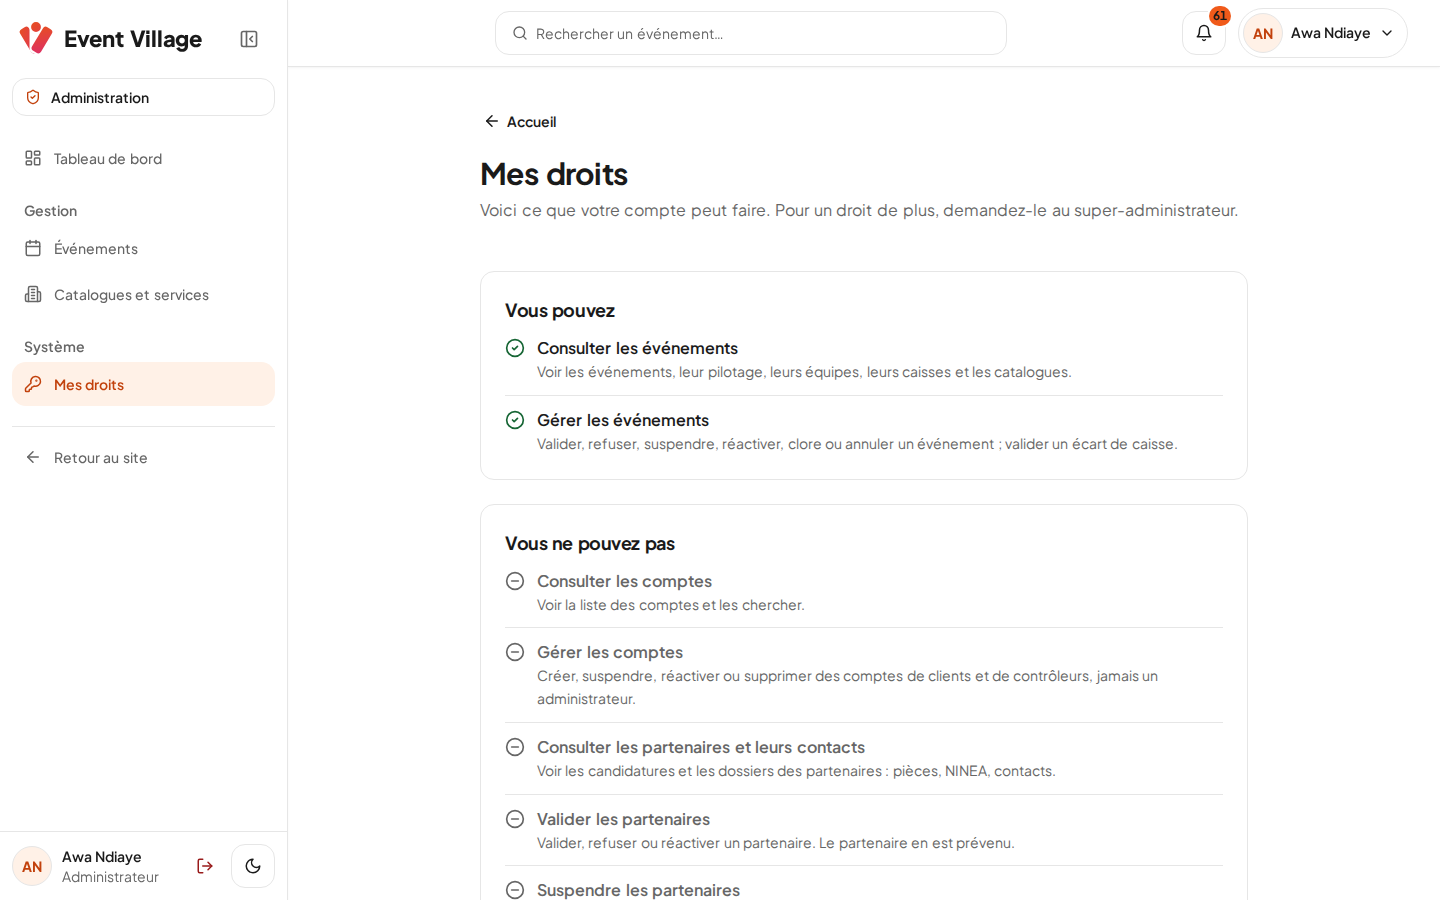 Event Village
Administration
Tableau de bord
Gestion
Événements
Catalogues et services
Système
Mes droits
Retour au site
Awa Ndiaye
Administrateur
AN
Rechercher un événement...
61
AN
Awa Ndiaye
Accueil
Mes droits
Voici ce que votre compte peut faire. Pour un droit de plus, demandez-le au super-administrateur.
Vous pouvez
Consulter les événements
Voir les événements, leur pilotage, leurs équipes, leurs caisses et les catalogues.
Gérer les événements
Valider, refuser, suspendre, réactiver, clore ou annuler un événement ; valider un écart de caisse.
Vous ne pouvez pas
Consulter les comptes
Voir la liste des comptes et les chercher.
Gérer les comptes
Créer, suspendre, réactiver ou supprimer des comptes de clients et de contrôleurs, jamais un
administrateur.
Consulter les partenaires et leurs contacts
Voir les candidatures et les dossiers des partenaires : pièces, NINEA, contacts.
Valider les partenaires
Valider, refuser ou réactiver un partenaire. Le partenaire en est prévenu.
Suspendre les partenaires